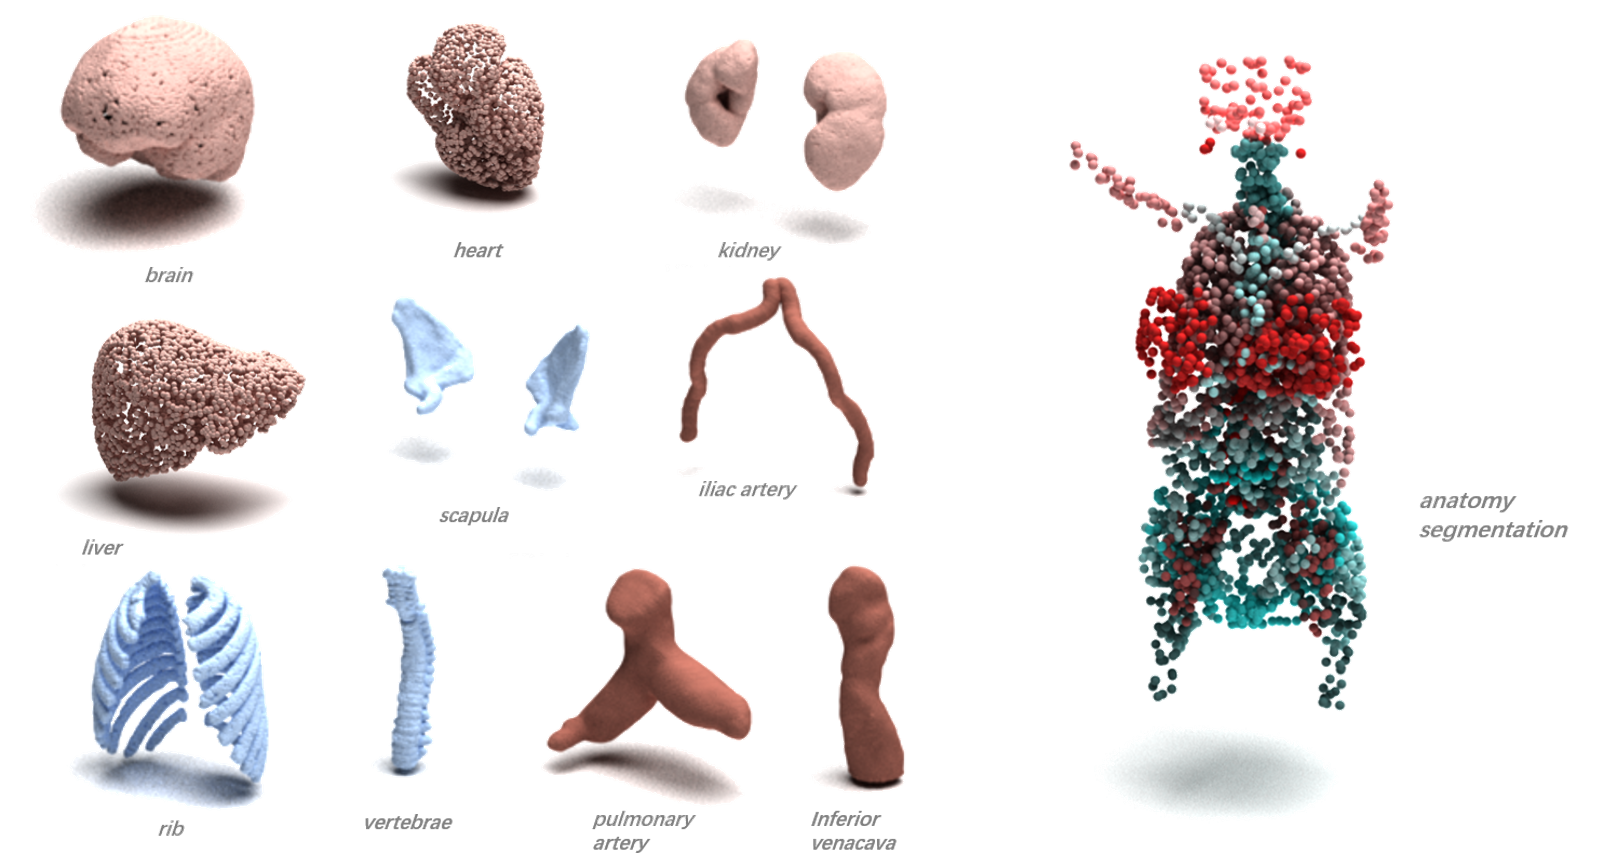 brain
heart
kidney
liver
scapula
iliac artery
rib
vertebrae
pulmonary
artery
Inferior
venacava
anatomy
segmentation